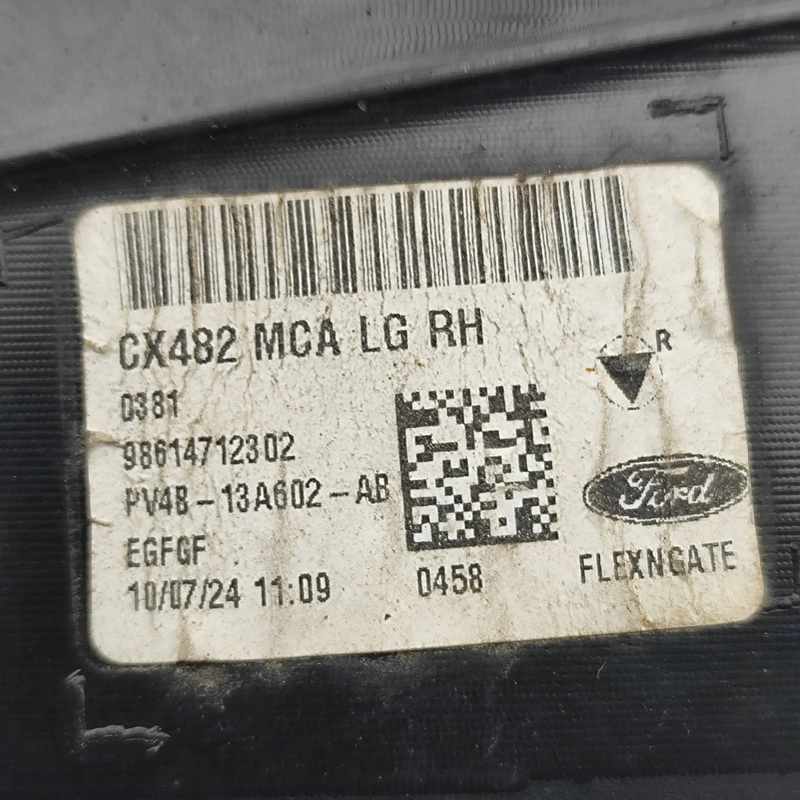 CX482 MCA LG RH
R
0381
98614712302
PV4B-13A602-AB
EGFGF
10/07/24 11:09
0458
Ford
FLEXNGATE